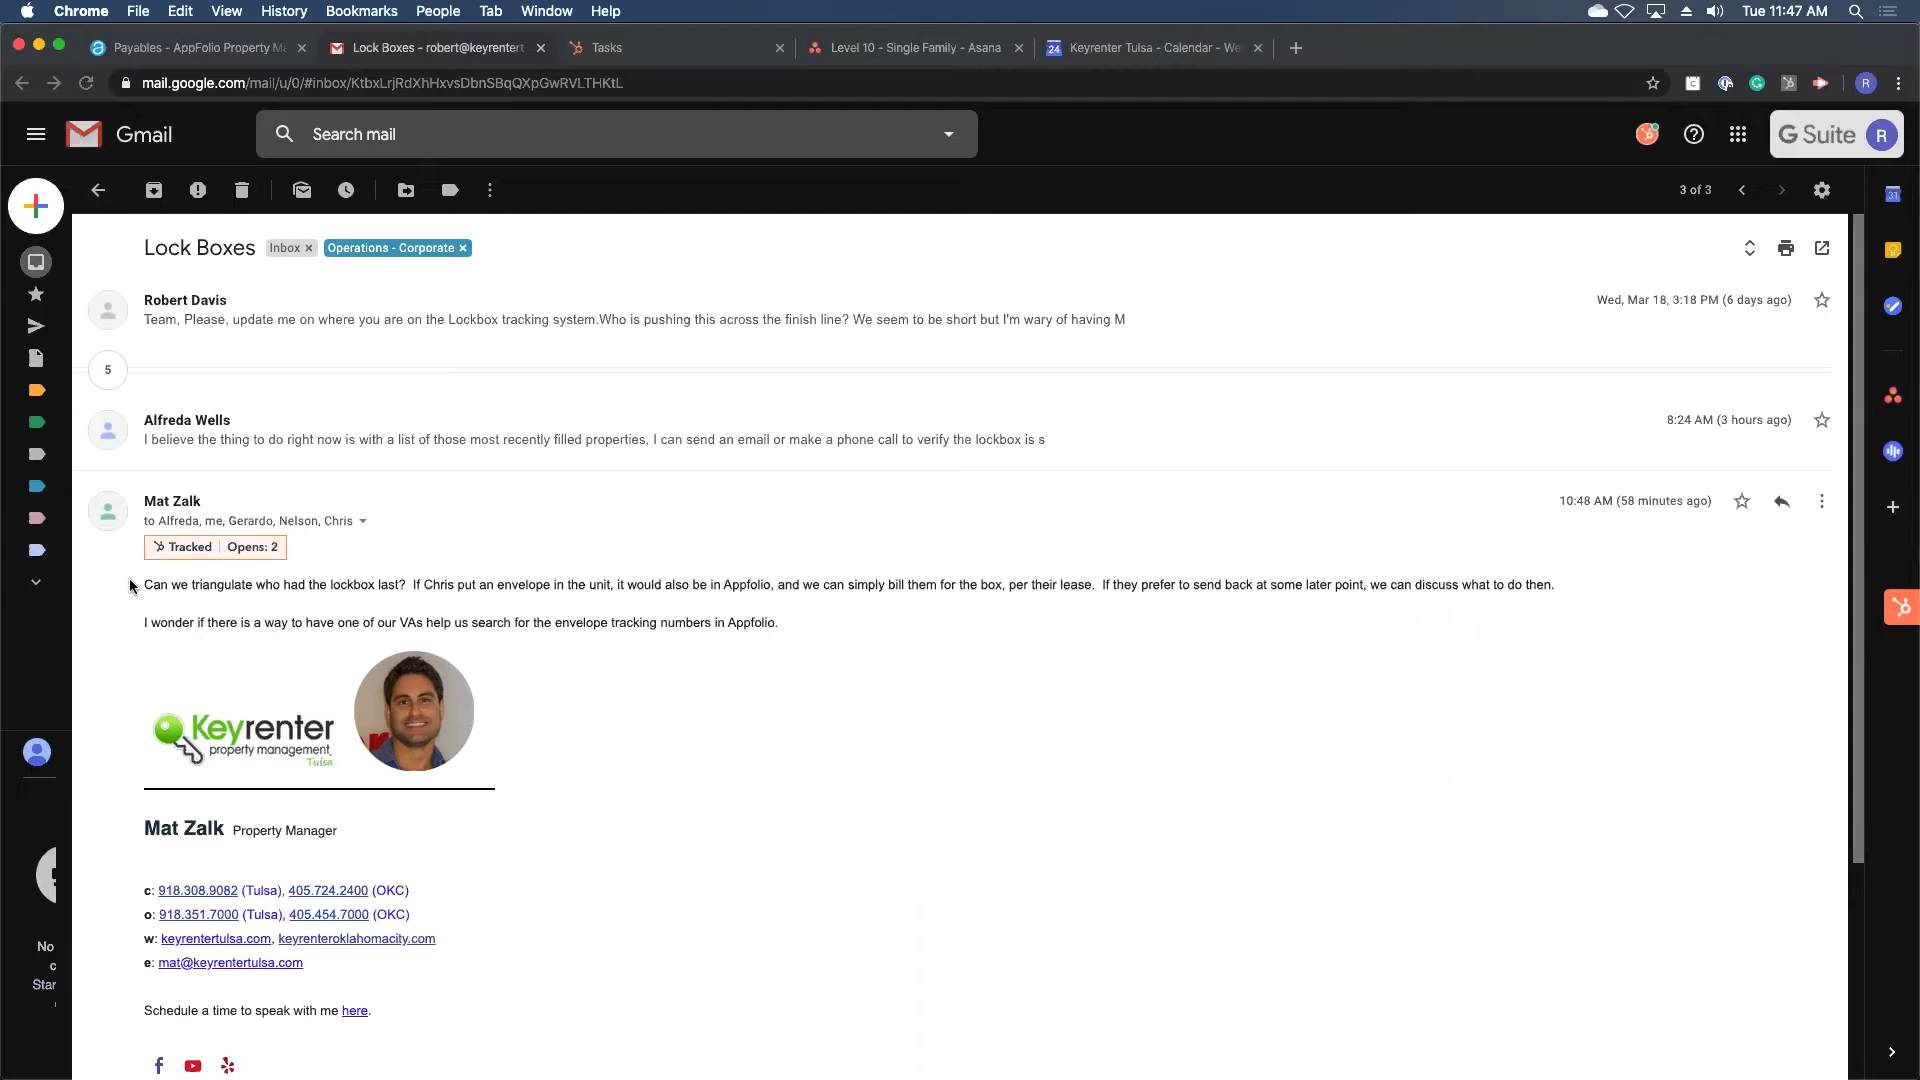 Chrome File Edit View History Bookmarks People Tab Window Help Tue 11:47 AM
Payables - AppFolio Property M
Lock Boxes - robert@keyrenter
Tasks
Level 10 - Single Family - Asana
24 Keyrenter Tulsa - Calendar - We
mail.google.com/mail/u/0/#inbox/KtbxLrjRdXhHxvsDbnSBqQXpGwRVLTHKtL
R
Gmail
Search mail
G Suite R
3 of 3
31
Lock Boxes Inbox x Operations - Corporate x
Robert Davis
Wed, Mar 18, 3:18 PM (6 days ago)
Team, Please, update me on where you are on the Lockbox tracking system.Who is pushing this across the finish line? We seem to be short but I'm wary of having M
5
Alfreda Wells
8:24 AM (3 hours ago)
I believe the thing to do right now is with a list of those most recently filled properties, I can send an email or make a phone call to verify the lockbox is s
Mat Zalk
10:48 AM (58 minutes ago)
to Alfreda, me, Gerardo, Nelson, Chris
Tracked Opens: 2
Can we triangulate who had the lockbox last? If Chris put an envelope in the unit, it would also be in Appfolio, and we can simply bill them for the box, per their lease. If they prefer to send back at some later point, we can discuss what to do then.
I wonder if there is a way to have one of our VAs help us search for the envelope tracking numbers in Appfolio.
Keyrenter
property management
Tulsa
Mat Zalk Property Manager
c: 918.308.9082 (Tulsa), 405.724.2400 (OKC)
o: 918.351.7000 (Tulsa), 405.454.7000 (OKC)
w: keyrentertulsa.com, keyrenteroklahomacity.com
e: mat@keyrentertulsa.com
Schedule a time to speak with me here.
No
c
Star